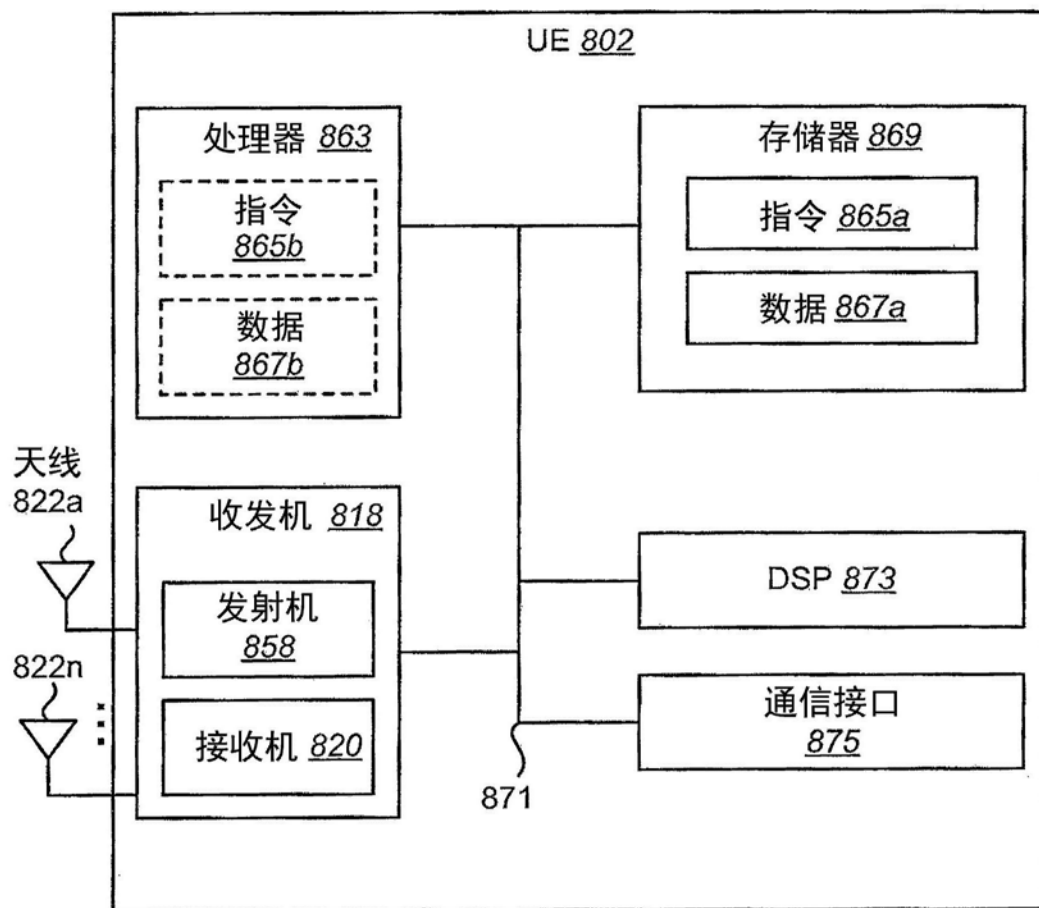 UE 802
处理器 863
指令
865b
数据
867b
存储器 869
指令 865a
数据 867a
天线
822a
822n
收发机 818
发射机
858
接收机 820
DSP 873
通信接口
875
871